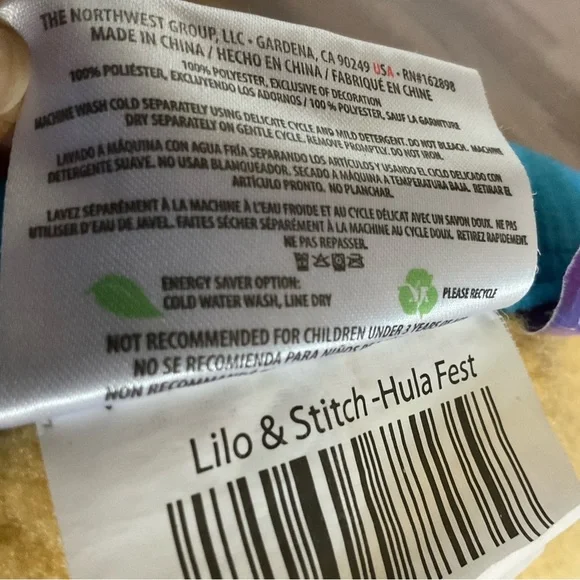 THE NORTHWEST GROUP, LLC • GARDENA, CA 90249 USA • RN#162898
MADE IN CHINA / HECHO EN CHINA / FABRIQUÉ EN CHINE
100% POLYESTER, EXCLUSIVE OF DECORATION
100% POLIÉSTER, EXCLUYENDO LOS ADORNOS / 100 % POLYESTER, SAUF LA GARNITURE
MACHINE WASH COLD SEPARATELY USING DELICATE CYCLE AND MILD DETERGENT. DO NOT BLEACH. MACHINE
DRY SEPARATELY ON GENTLE CYCLE. REMOVE PROMPTLY. DO NOT IRON.
LAVADO A MÁQUINA CON AGUA FRÍA SEPARANDO LOS ARTÍCULOS Y USANDO EL CICLO DELICADO CON
DETERGENTE SUAVE. NO USAR BLANQUEADOR. SECADO A MÁQUINA A TEMPERATURA BAJA. RETIRAR EL
ARTÍCULO PRONTO. NO PLANCHAR.
LAVEZ SÉPARÉMENT À LA MACHINE À L'EAU FROIDE ET AU CYCLE DÉLICAT AVEC UN SAVON DOUX. NE PAS
UTILISER D'EAU DE JAVEL. FAITES SÉCHER SÉPARÉMENT À LA MACHINE AU CYCLE DOUX. RETIREZ RAPIDEMENT.
NE PAS REPASSER.
ENERGY SAVER OPTION:
COLD WATER WASH, LINE DRY
PLEASE RECYCLE
NOT RECOMMENDED FOR CHILDREN UNDER 3 YEARS
NO SE RECOMIENDA PARA NIÑOS
NON
Lilo & Stitch -Hula Fest